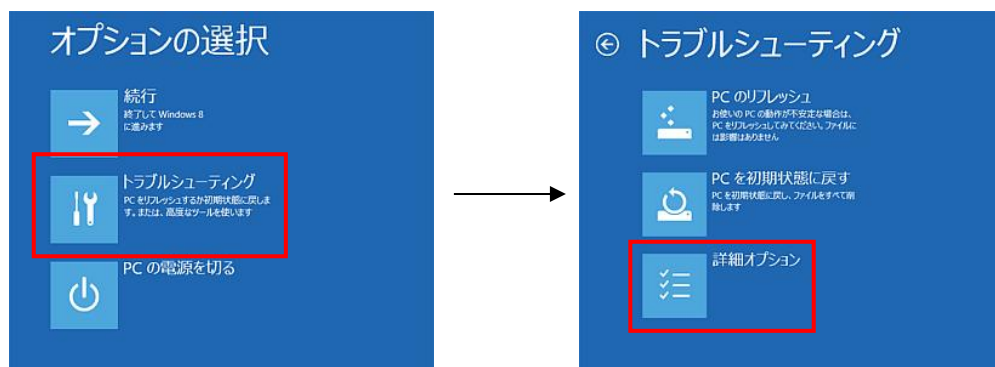 オプションの選択
続行
終了して Windows 8
に進みます
トラブルシューティング
PC をリフレッシュするか初期状態に戻しま
す。または、高度なツールを使います
PC の電源を切る
トラブルシューティング
PC のリフレッシュ
お使いの PC の動作が不安定な場合は、
PC をリフレッシュしてみてください。ファイルに
は影響はありません
PC を初期状態に戻す
PC を初期状態に戻し、ファイルをすべて削
除します
詳細オプション